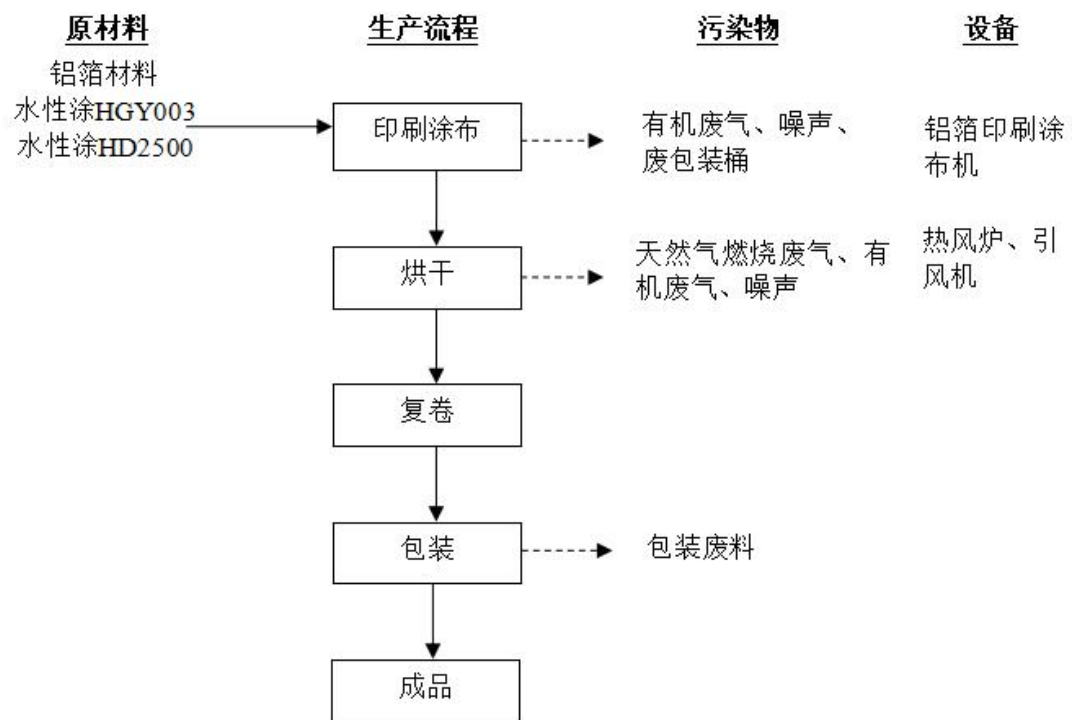 原材料 生产流程 污染物 设备
铝箔材料
水性涂HGY003
水性涂HD2500
印刷涂布
有机废气、噪声、
废包装桶
铝箔印刷涂
布机
烘干
天然气燃烧废气、有
机废气、噪声
热风炉、引
风机
复卷
包装
包装废料
成品